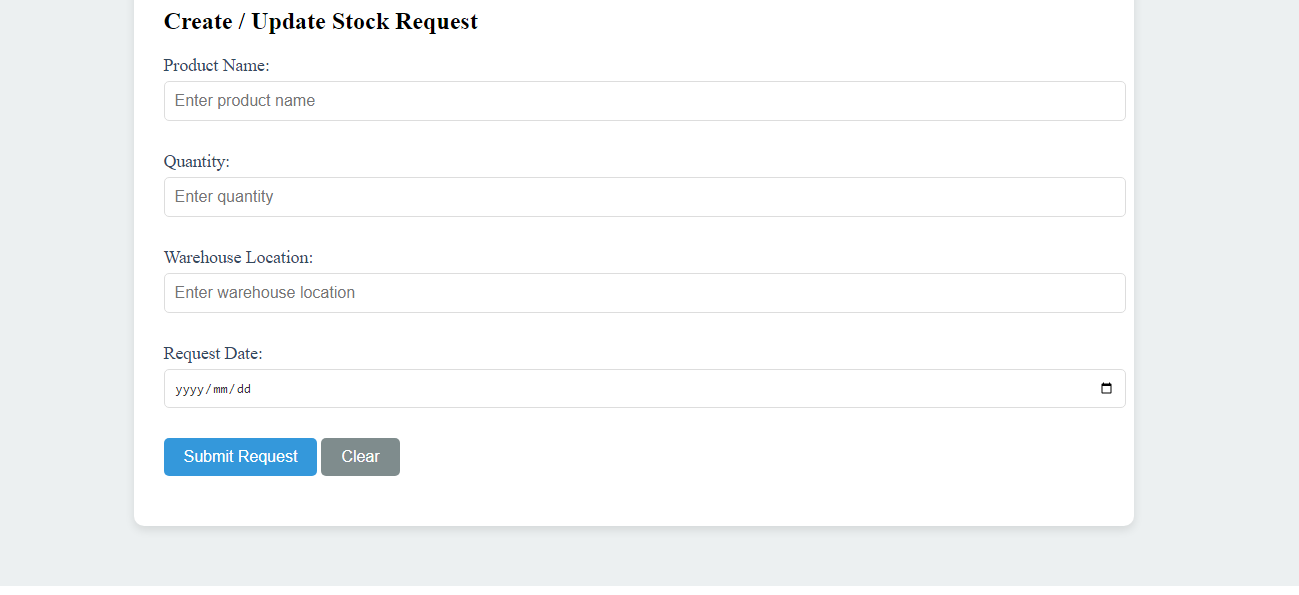 Create / Update Stock Request
Product Name:
Enter product name
Quantity:
Enter quantity
Warehouse Location:
Enter warehouse location
Request Date:
yyyy/mm/dd
Submit Request Clear